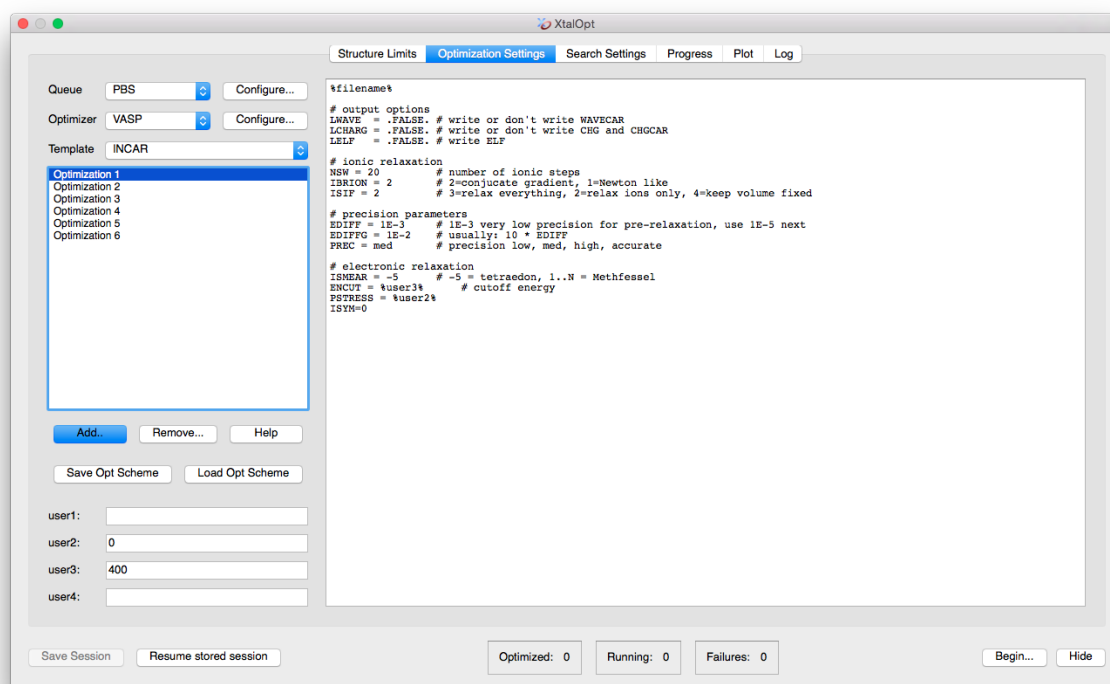 XtalOpt
Structure Limits Optimization Settings Search Settings Progress Plot Log
Queue PBS Configure...
Optimizer VASP Configure...
Template INCAR
Optimization 1
Optimization 2
Optimization 3
Optimization 4
Optimization 5
Optimization 6
Add.. Remove... Help
Save Opt Scheme Load Opt Scheme
user1:
user2: 0
user3: 400
user4:
%filename%
# output options
LWAVE = .FALSE. # write or don't write WAVECAR
LCHARG = .FALSE. # write or don't write CHG and CHGCAR
LELF = .FALSE. # write ELF
# ionic relaxation
NSW = 20 # number of ionic steps
IBRION = 2 # 2=conjucate gradient, 1=Newton like
ISIF = 2 # 3=relax everything, 2=relax ions only, 4=keep volume fixed
# precision parameters
EDIFF = 1E-3 # 1E-3 very low precision for pre-relaxation, use 1E-5 next
EDIFFG = 1E-2 # usually: 10 * EDIFF
PREC = med # precision low, med, high, accurate
# electronic relaxation
ISMEAR = -5 # -5 = tetraedon, 1..N = Methfessel
ENCUT = %user3% # cutoff energy
PSTRESS = %user2%
ISYM=0
Save Session Resume stored session Optimized: 0 Running: 0 Failures: 0 Begin... Hide